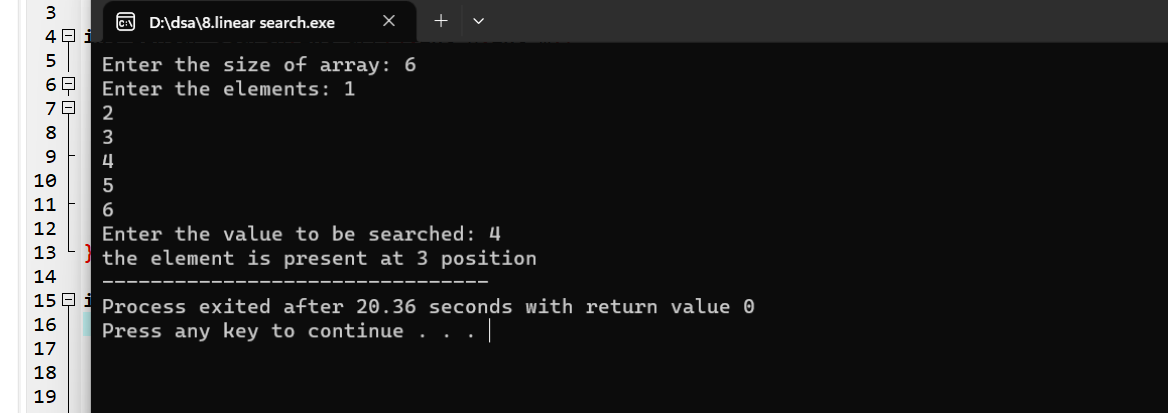 D:\dsa\8.linear search.exe
3
4 i
5
6
7
8
9
10
11
12
13 }
14
15 i
16
17
18
19
Enter the size of array: 6
Enter the elements: 1
2
3
4
5
6
Enter the value to be searched: 4
the element is present at 3 position
--------------------------------
Process exited after 20.36 seconds with return value 0
Press any key to continue . . .